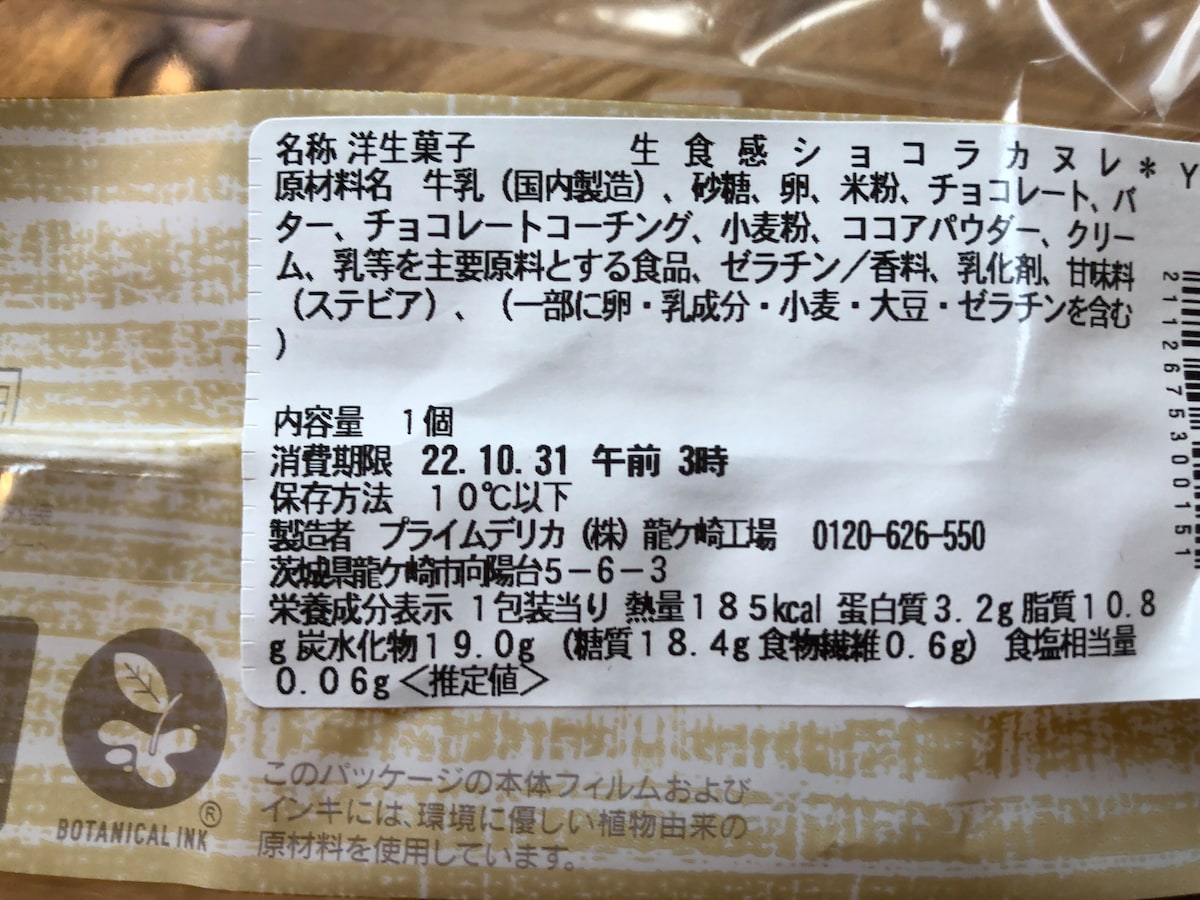 名称 洋生菓子 生食感ショコラカヌレ*Y
原材料名 牛乳(国内製造)、砂糖、卵、米粉、チョコレート、バ
ター、チョコレートコーチング、小麦粉、ココアパウダー、クリー
ム、乳等を主要原料とする食品、ゼラチン/香料、乳化剤、甘味料
(ステビア)、(一部に卵・乳成分・小麦・大豆・ゼラチンを含む
)
内容量 1個
消費期限 22.10.31 午前 3時
保存方法 10℃以下
製造者 プライムデリカ(株)龍ケ崎工場 0120-626-550
茨城県龍ケ崎市向陽台5-6-3
栄養成分表示 1包装当り 熱量185kcal 蛋白質3.2g 脂質10.8
g 炭水化物19.0g (糖質18.4g 食物繊維0.6g) 食塩相当量
0.06g<推定値>
2112675300151
BOTANICAL INK®
このパッケージの本体フィルムおよび
インキには、環境に優しい植物由来の
原材料を使用しています。